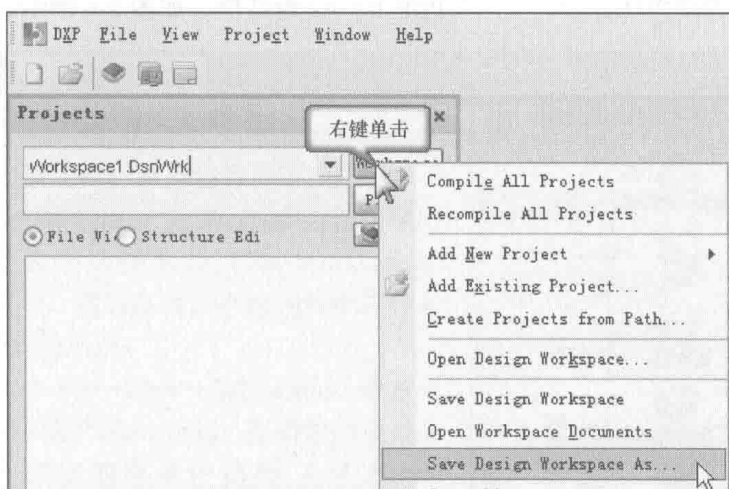 DXP File View Project Window Help
Projects
右键单击
Workspace1.DsnWrk
File Vi Structure Edi
Compile All Projects
Recompile All Projects
Add New Project
Add Existing Project...
Create Projects from Path...
Open Design Workspace...
Save Design Workspace
Open Workspace Documents
Save Design Workspace As...